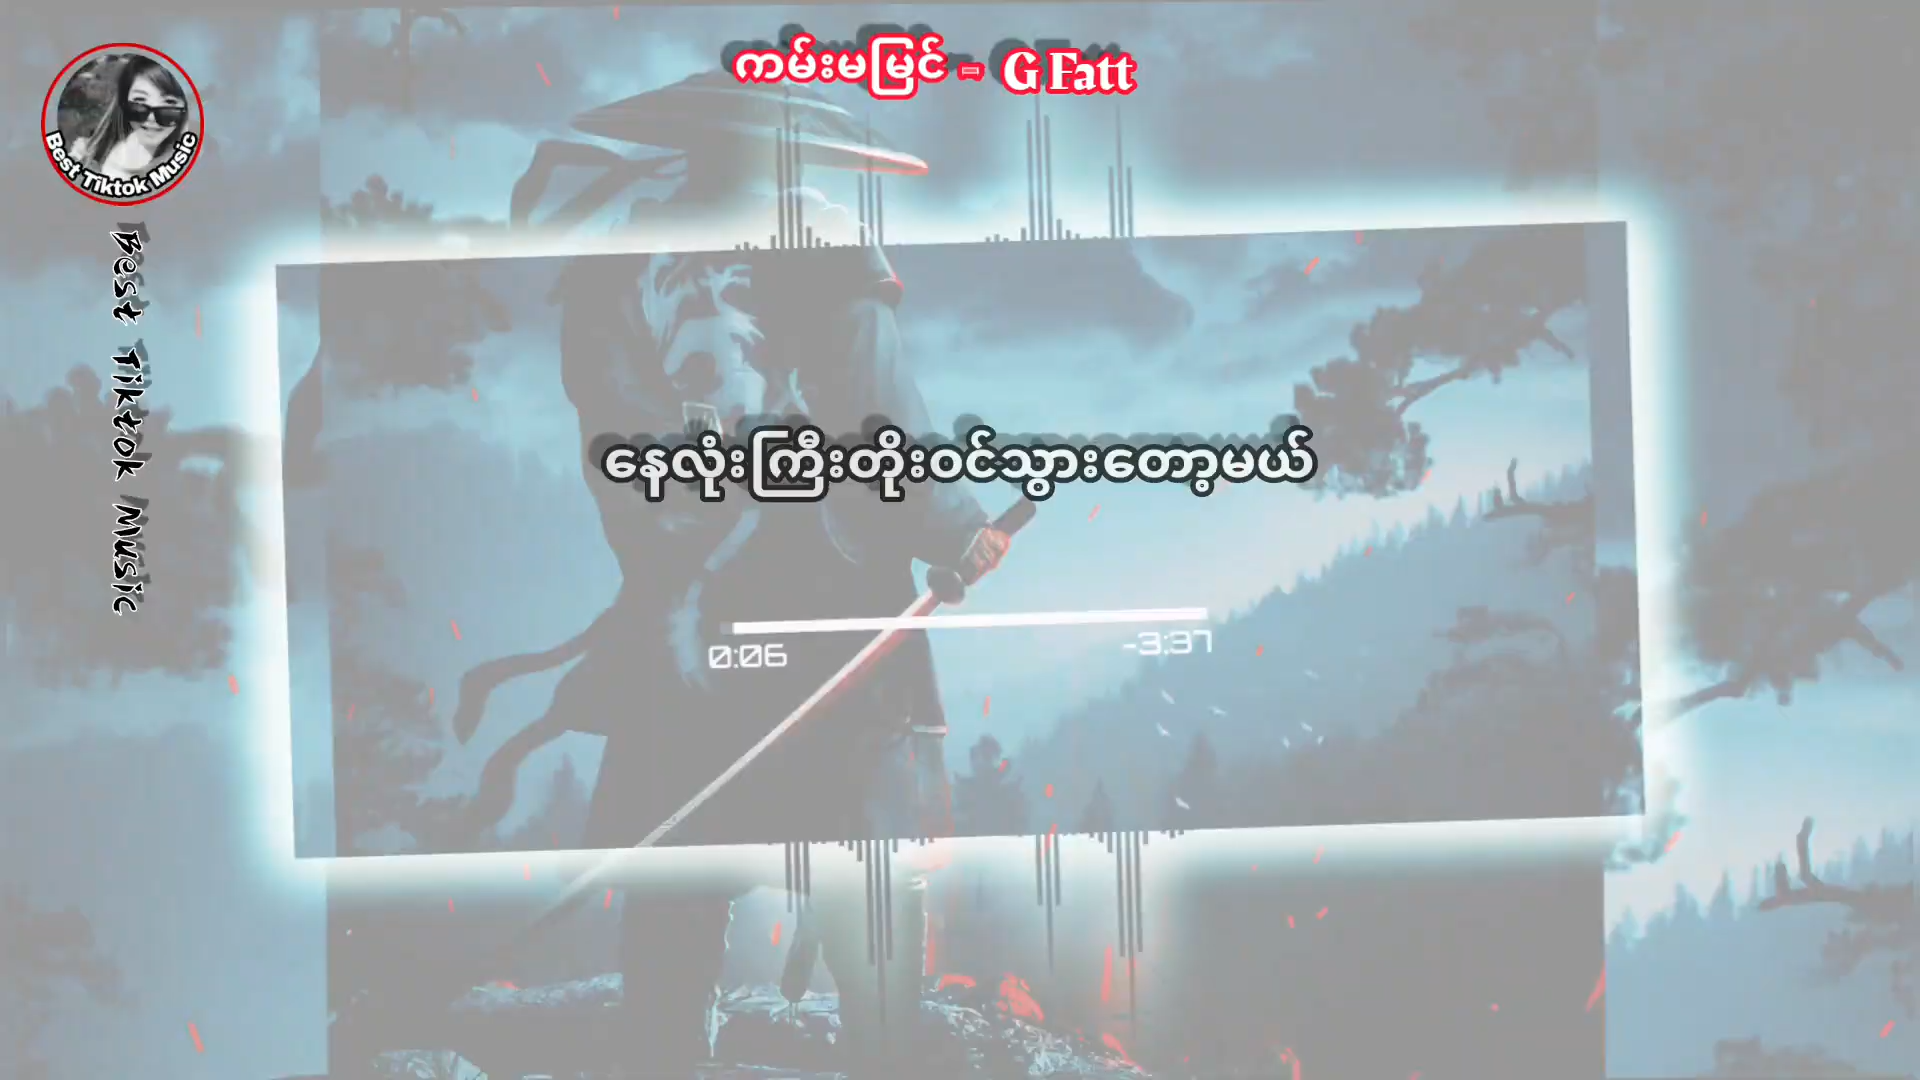 ကမ်းမမြင် - G Fatt
Best Tiktok Music
Best Tiktok Music
နေလုံးကြီးတိုးဝင်သွားတော့မယ်
0:06
-3:37